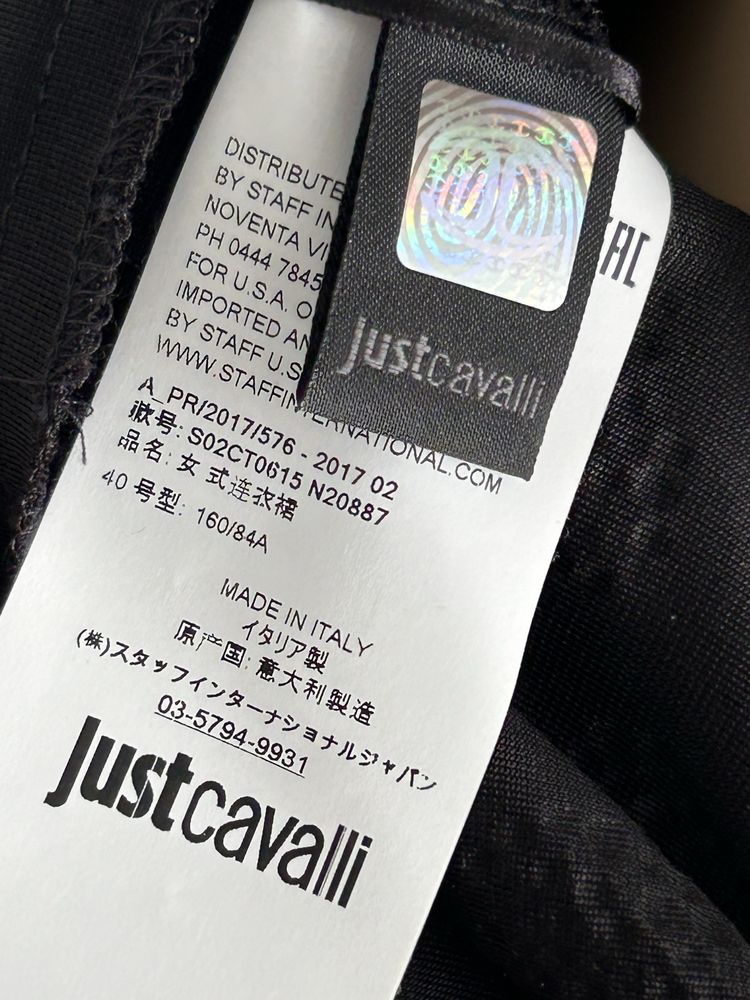 DISTRIBUTE
BY STAFF IN
NOVENTA VI
PH 0444 7845
FOR U.S.A. O
IMPORTED AN
BY STAFF U.S
WWW.STAFFINTERNATIONAL.COM
A_PR/2017/576 - 2017 02
款号: S02CT0615 N20887
品名: 女 式连衣裙
40 号型: 160/84A
MADE IN ITALY
イタリア製
原产国: 意大利製造
(株)スタッフインターナショナルジャパン
03-5794-9931
justcavalli
justcavalli